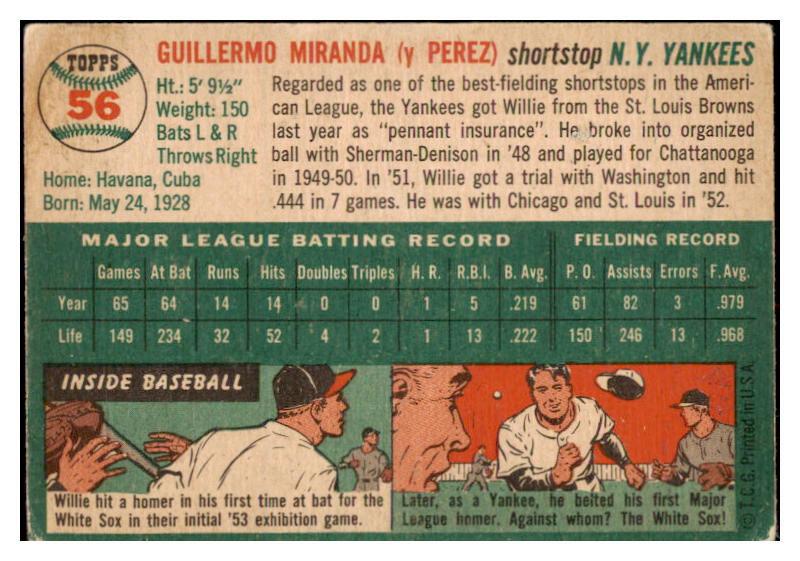 TOPPS
56
GUILLERMO MIRANDA (y PEREZ) shortstop N.Y. YANKEES
Ht.: 5' 9½"
Weight: 150
Bats L & R
Throws Right
Home: Havana, Cuba
Born: May 24, 1928
Regarded as one of the best-fielding shortstops in the Ameri-
can League, the Yankees got Willie from the St. Louis Browns
last year as "pennant insurance". He broke into organized
ball with Sherman-Denison in '48 and played for Chattanooga
in 1949-50. In '51, Willie got a trial with Washington and hit
.444 in 7 games. He was with Chicago and St. Louis in '52.
MAJOR LEAGUE BATTING RECORD FIELDING RECORD
Games At Bat Runs Hits Doubles Triples H. R. R.B.I. B. Avg. P. O. Assists Errors F. Avg.
Year 65 64 14 14 0 0 1 5 .219 61 82 3 .979
Life 149 234 32 52 4 2 1 13 .222 150 246 13 .968
INSIDE BASEBALL
Willie hit a homer in his first time at bat for the
White Sox in their initial '53 exhibition game.
Later, as a Yankee, he belted his first Major
League homer. Against whom? The White Sox!
© T.C.G. Printed in U.S.A.